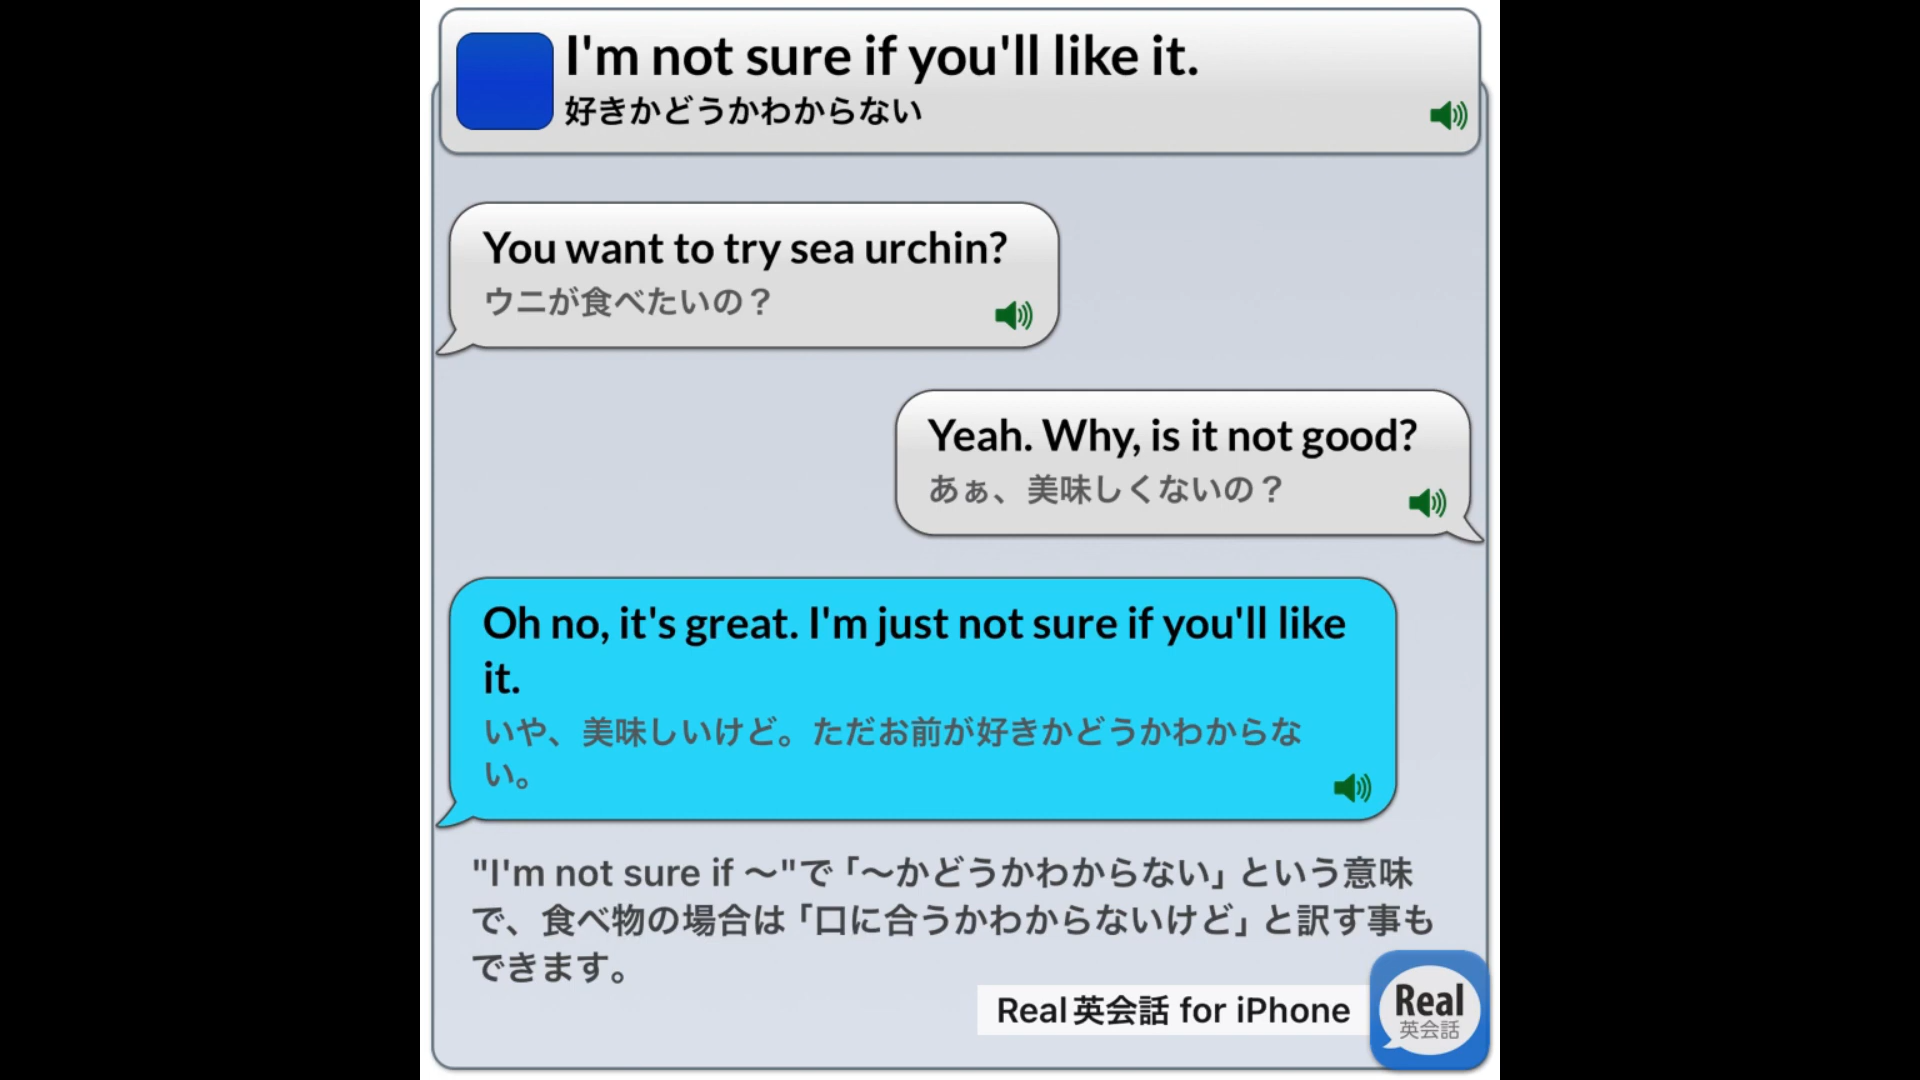 I'm not sure if you'll like it.
好きかどうかわからない
You want to try sea urchin?
ウニが食べたいの？
Yeah. Why, is it not good?
あぁ、美味しくないの？
Oh no, it's great. I'm just not sure if you'll like
it.
いや、美味しいけど。ただお前が好きかどうかわからな
い。
"I'm not sure if 〜"で「〜かどうかわからない」という意味
で、食べ物の場合は「口に合うかわからないけど」と訳す事も
できます。
Real英会話 for iPhone
Real
英会話